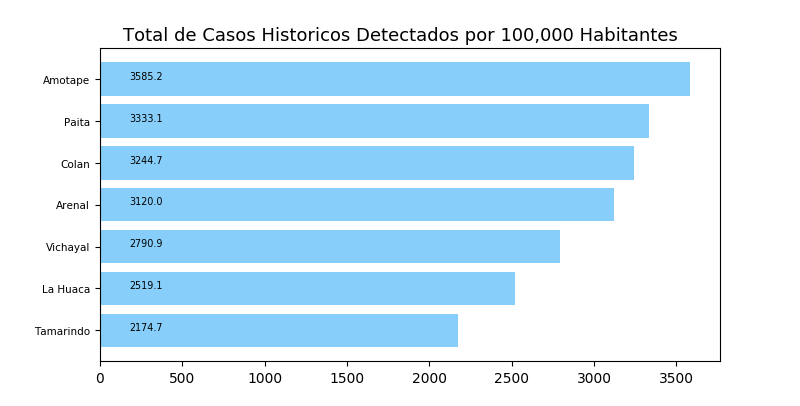 Total de Casos Historicos Detectados por 100,000 Habitantes
Amotape 3585.2
Paita 3333.1
Colan 3244.7
Arenal 3120.0
Vichayal 2790.9
La Huaca 2519.1
Tamarindo 2174.7
0 500 1000 1500 2000 2500 3000 3500